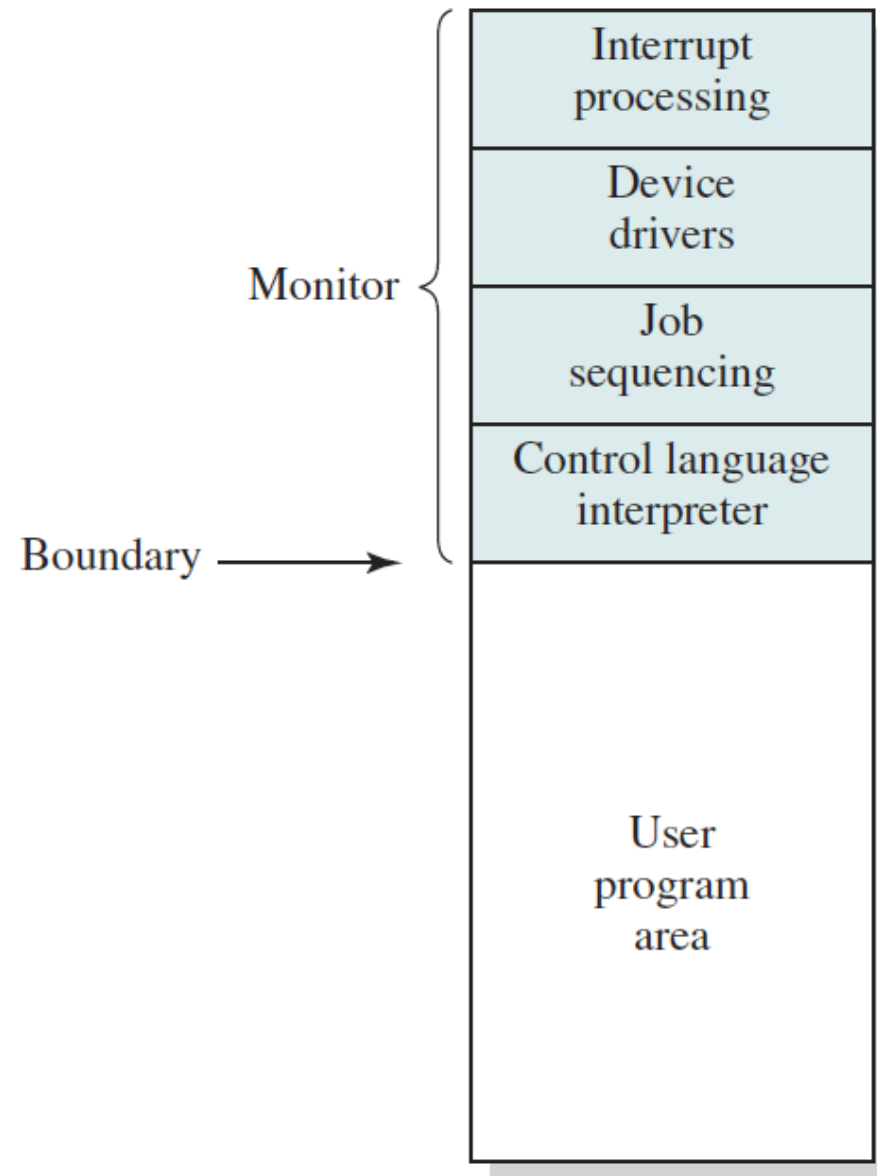 Interrupt
processing
Device
drivers
Monitor
Job
sequencing
Control language
interpreter
Boundary
User
program
area